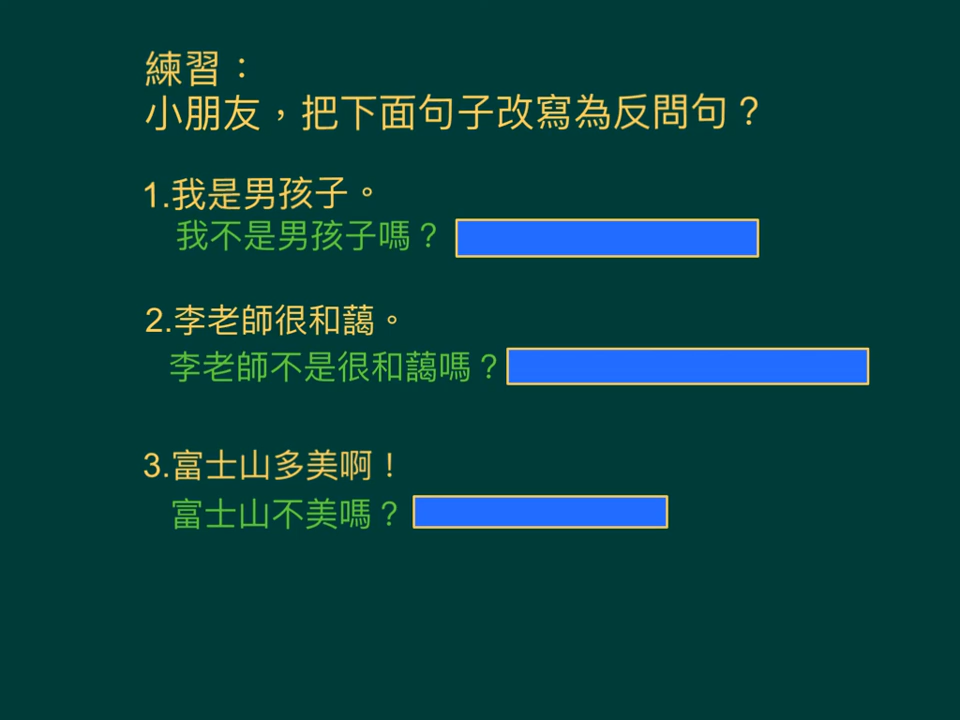 練習：
小朋友，把下面句子改寫為反問句？
1.我是男孩子。
我不是男孩子嗎？
2.李老師很和藹。
李老師不是很和藹嗎？
3.富士山多美啊！
富士山不美嗎？